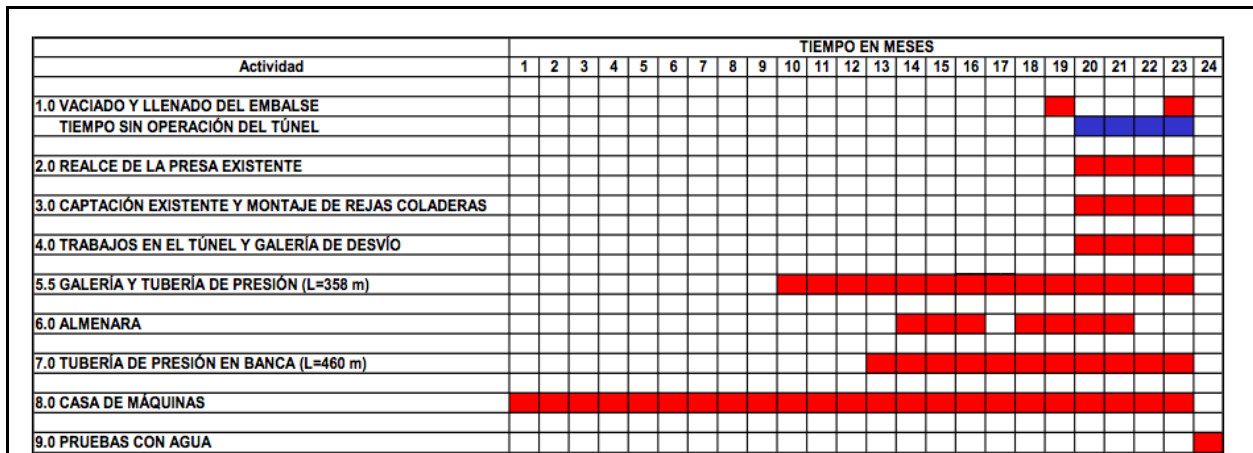 TIEMPO EN MESES
Actividad 1 2 3 4 5 6 7 8 9 10 11 12 13 14 15 16 17 18 19 20 21 22 23 24
1.0 VACIADO Y LLENADO DEL EMBALSE
TIEMPO SIN OPERACIÓN DEL TÚNEL
2.0 REALCE DE LA PRESA EXISTENTE
3.0 CAPTACIÓN EXISTENTE Y MONTAJE DE REJAS COLADERAS
4.0 TRABAJOS EN EL TÚNEL Y GALERÍA DE DESVÍO
5.5 GALERÍA Y TUBERÍA DE PRESIÓN (L=358 m)
6.0 ALMENARA
7.0 TUBERÍA DE PRESIÓN EN BANCA (L=460 m)
8.0 CASA DE MÁQUINAS
9.0 PRUEBAS CON AGUA